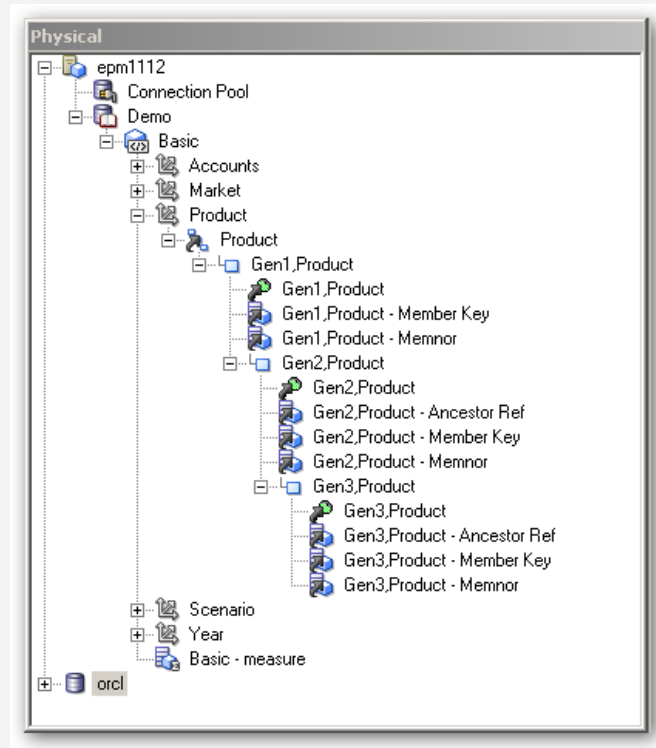 Physical
epm1112
Connection Pool
Demo
Basic
Accounts
Market
Product
Product
Gen1,Product
Gen1,Product
Gen1,Product - Member Key
Gen1,Product - Memnor
Gen2,Product
Gen2,Product
Gen2,Product - Ancestor Ref
Gen2,Product - Member Key
Gen2,Product - Memnor
Gen3,Product
Gen3,Product
Gen3,Product - Ancestor Ref
Gen3,Product - Member Key
Gen3,Product - Memnor
Scenario
Year
Basic - measure
orcl